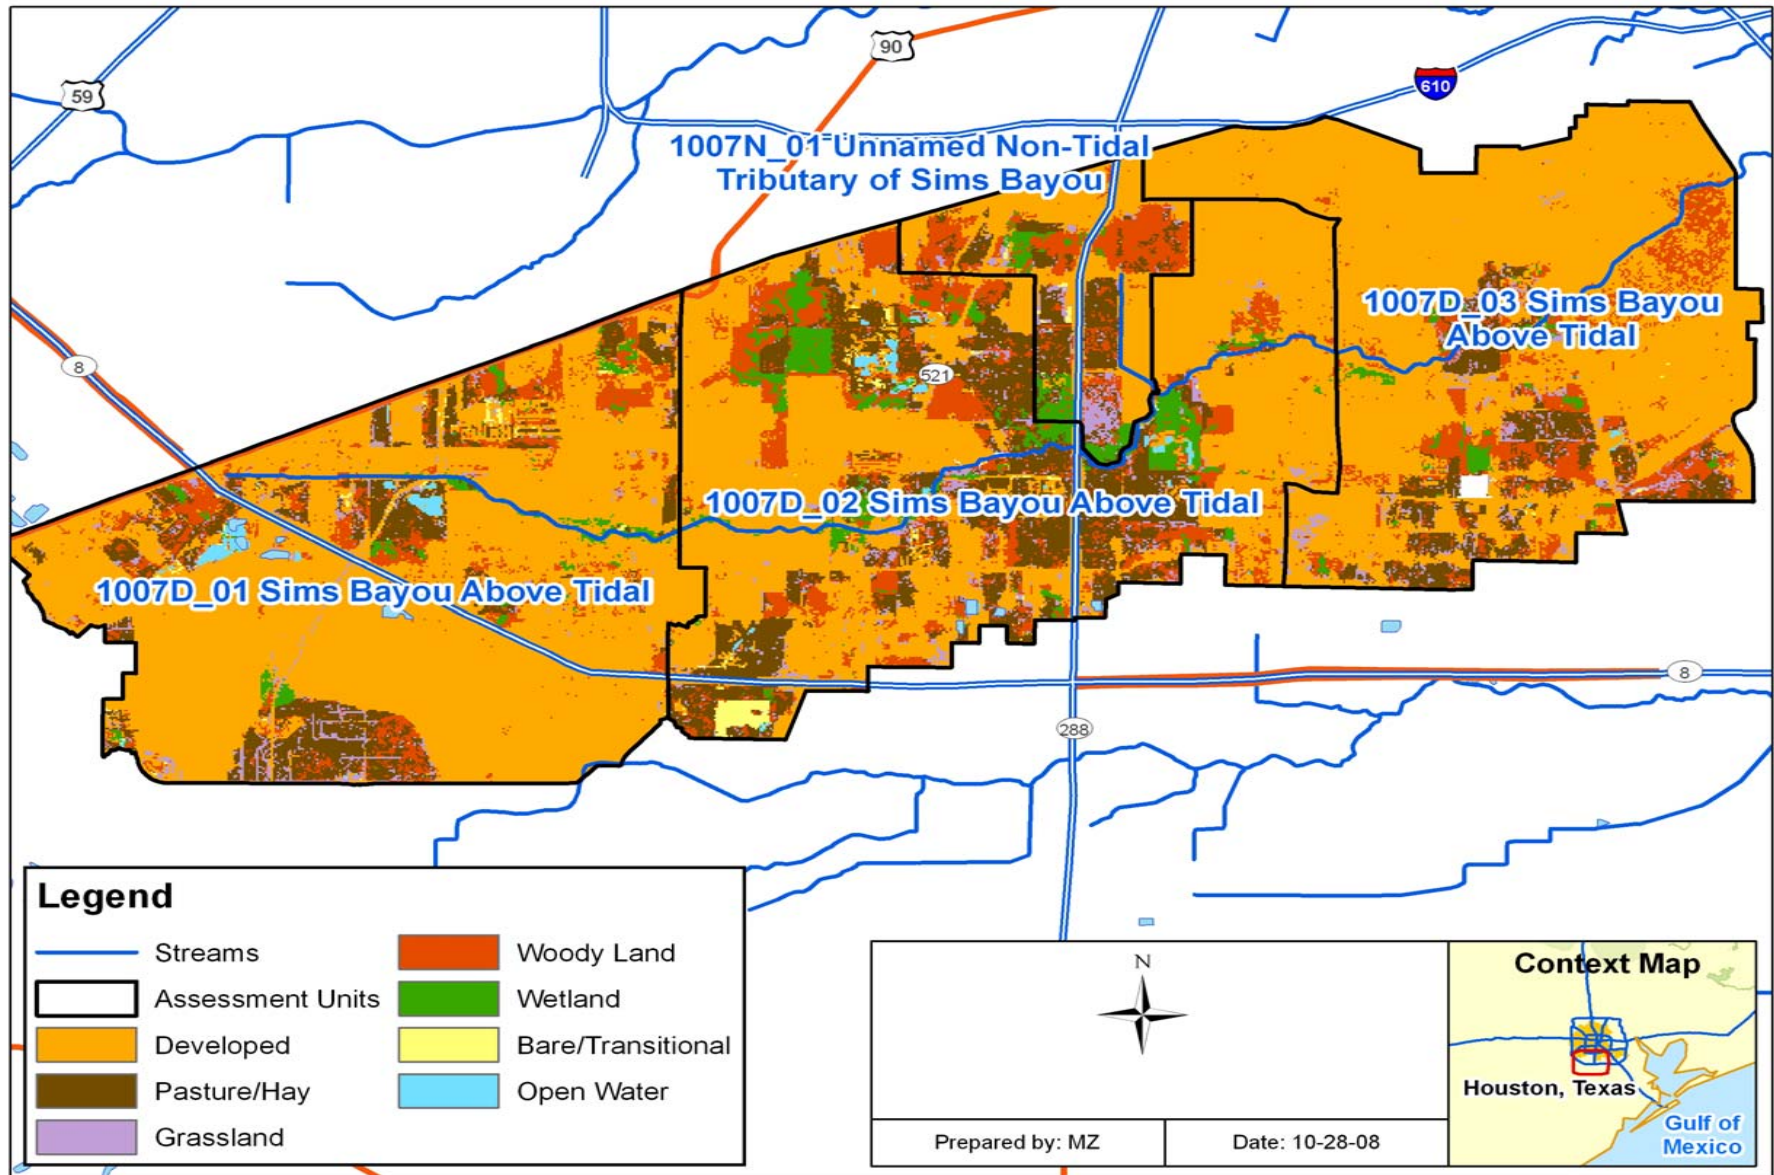 90
59
610
1007N_01 Unnamed Non-Tidal
Tributary of Sims Bayou
1007D_03 Sims Bayou
Above Tidal
8
521
1007D_02 Sims Bayou Above Tidal
1007D_01 Sims Bayou Above Tidal
8
288
Legend
Streams
Assessment Units
Developed
Pasture/Hay
Grassland
Woody Land
Wetland
Bare/Transitional
Open Water
N
Prepared by: MZ
Date: 10-28-08
Context Map
Houston, Texas
Gulf of
Mexico